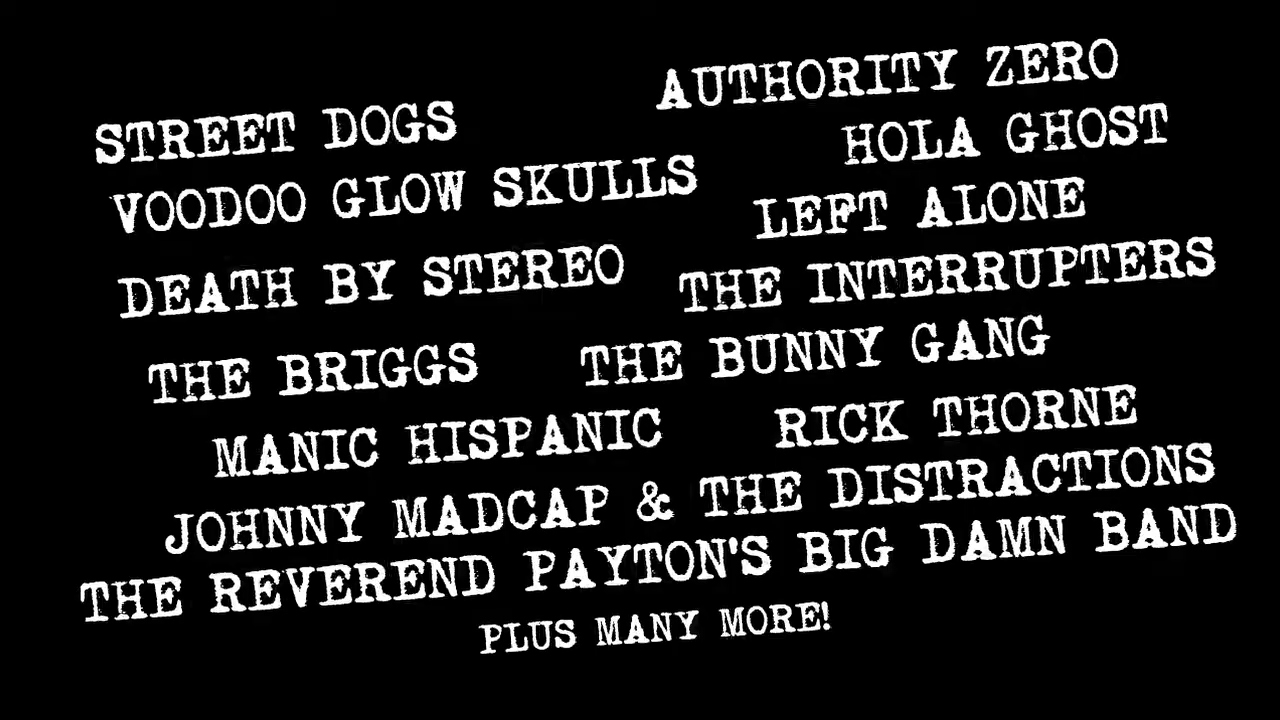 STREET DOGS
AUTHORITY ZERO
VOODOO GLOW SKULLS
HOLA GHOST
LEFT ALONE
DEATH BY STEREO
THE INTERRUPTERS
THE BRIGGS
THE BUNNY GANG
MANIC HISPANIC
RICK THORNE
JOHNNY MADCAP & THE DISTRACTIONS
THE REVEREND PAYTON'S BIG DAMN BAND
PLUS MANY MORE!